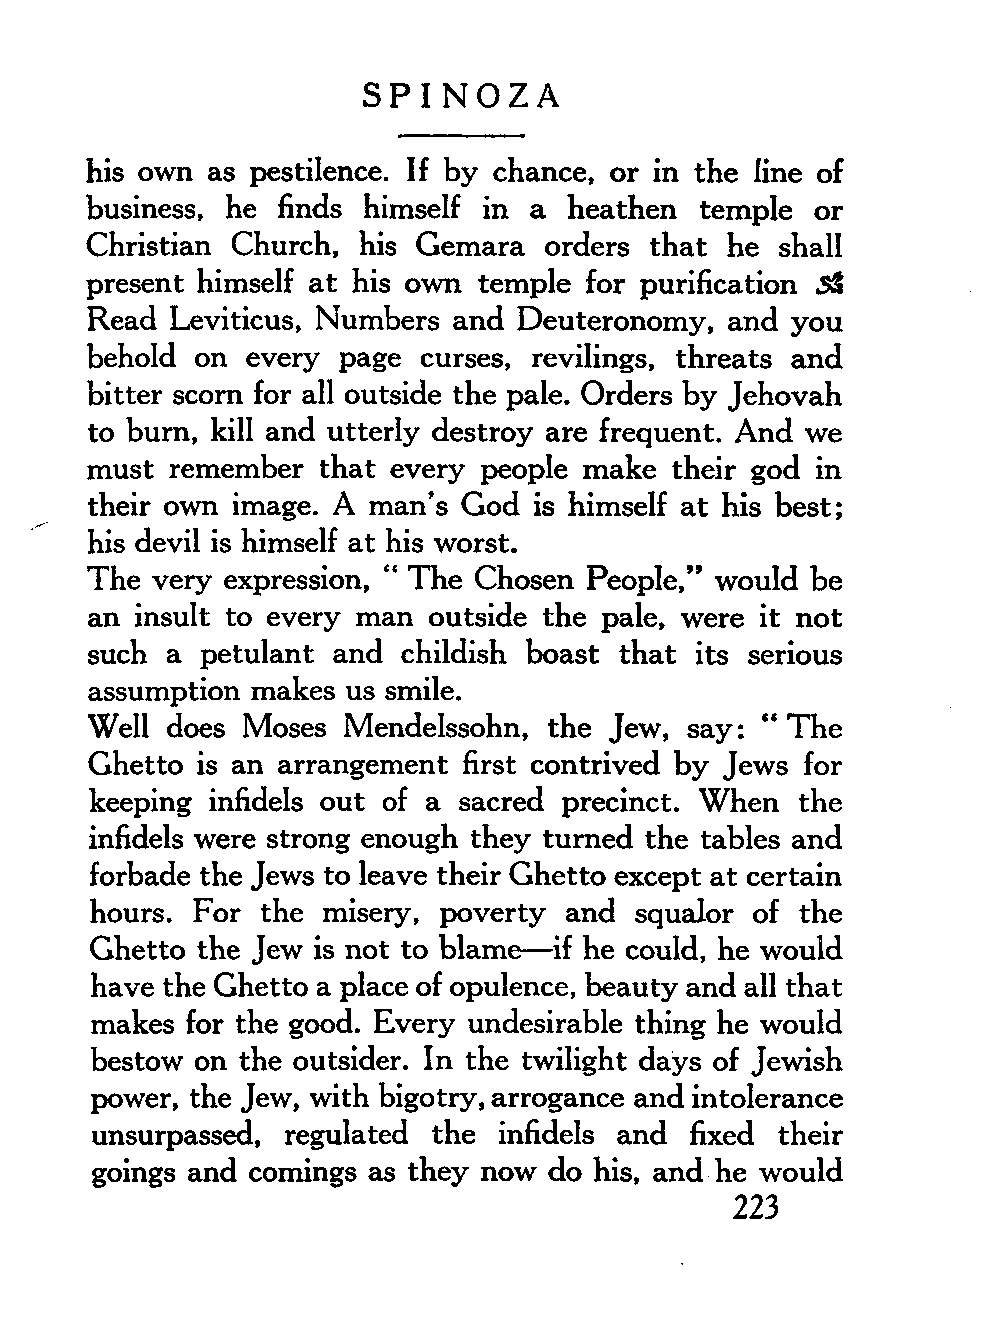 SPINOZA
his own as pestilence. If by chance, or in the line of
business, he finds himself in a heathen temple or
Christian Church, his Gemara orders that he shall
present himself at his own temple for purification
Read Leviticus, Numbers and Deuteronomy, and you
behold on every page curses, revilings, threats and
bitter scorn for all outside the pale. Orders by Jehovah
to burn, kill and utterly destroy are frequent. And we
must remember that every people make their god in
their own image. A man's God is himself at his best;
his devil is himself at his worst.
The very expression, “ The Chosen People,” would be
an insult to every man outside the pale, were it not
such a petulant and childish boast that its serious
assumption makes us smile.
Well does Moses Mendelssohn, the Jew, say: “ The
Ghetto is an arrangement first contrived by Jews for
keeping infidels out of a sacred precinct. When the
infidels were strong enough they turned the tables and
forbade the Jews to leave their Ghetto except at certain
hours. For the misery, poverty and squalor of the
Ghetto the Jew is not to blame—if he could, he would
have the Ghetto a place of opulence, beauty and all that
makes for the good. Every undesirable thing he would
bestow on the outsider. In the twilight days of Jewish
power, the Jew, with bigotry, arrogance and intolerance
unsurpassed, regulated the infidels and fixed their
goings and comings as they now do his, and he would
223